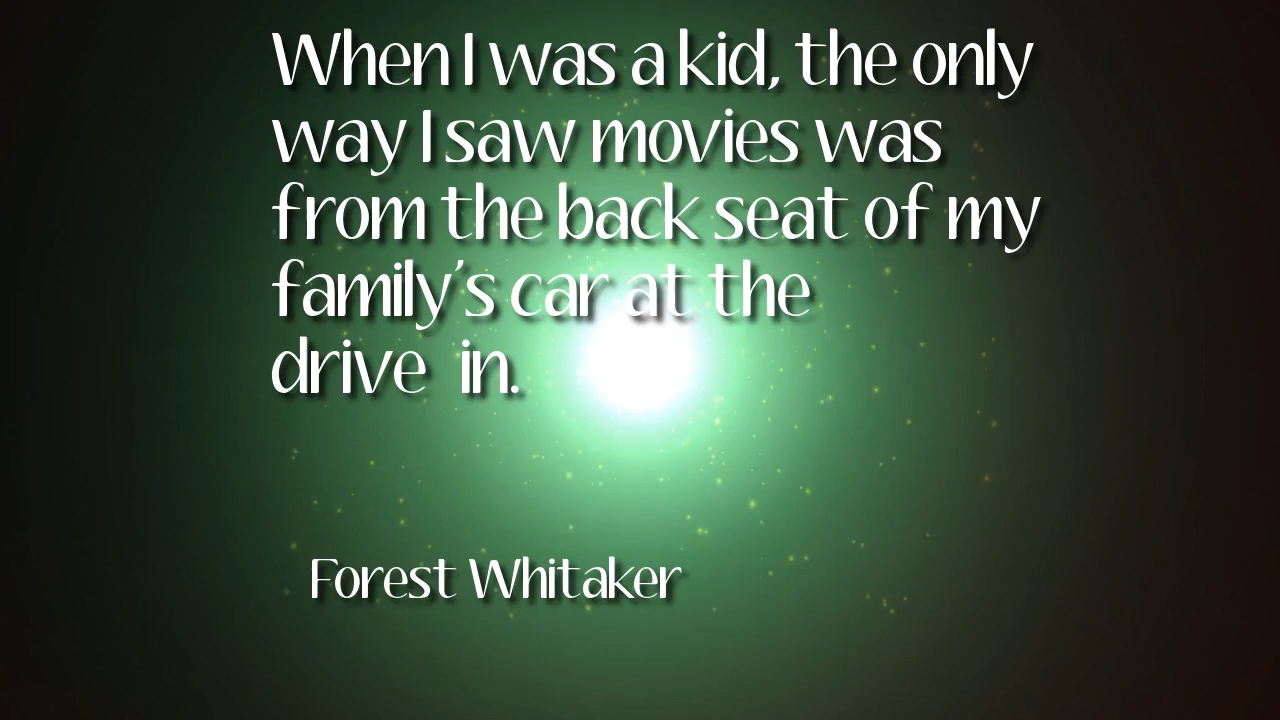 When I was a kid, the only
way I saw movies was
from the back seat of my
family's car at the
drive in.
Forest Whitaker